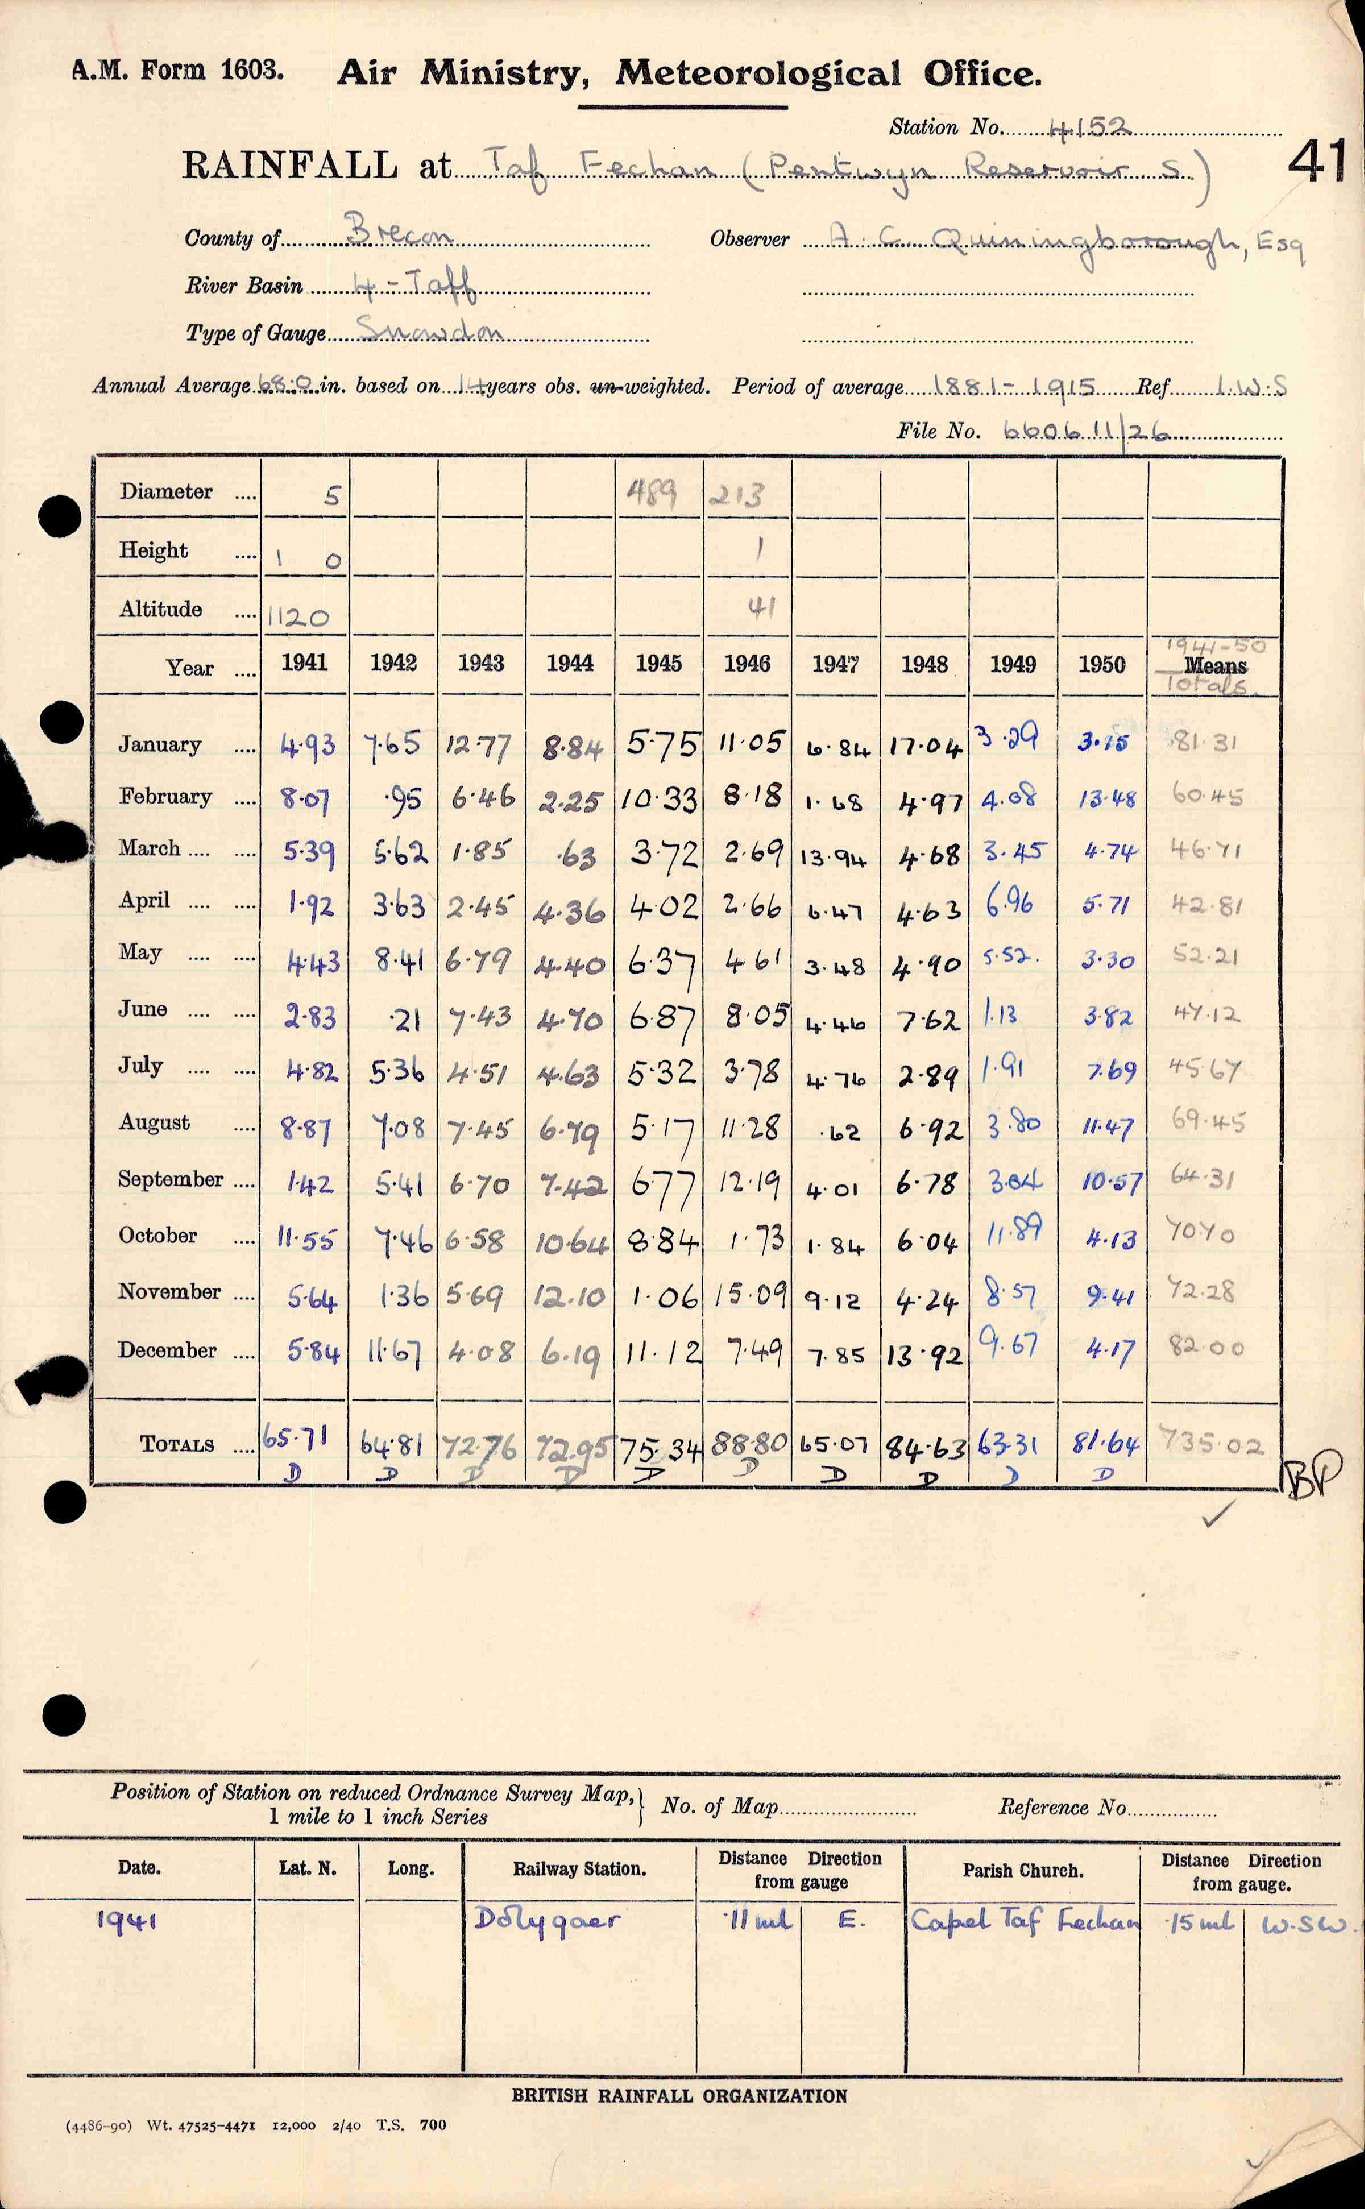 A.M. Form 1603. Air Ministry, Meteorological Office.
Station No. 4152
41
RAINFALL at Taf Fechan (Pentwyn Reservoir S.)
County of Brecon Observer A. C. Quiningborough, Esq
River Basin 4 - Taff
Type of Gauge Snowdon
Annual Average 68.0 in. based on 14 years obs. un-weighted. Period of average 1881 - 1915 Ref. I.W.S
File No. 660611/26
Diameter .... 5 489 213
Height .... 1 0 1
Altitude .... 1120 41
1941-50
Year .... 1941 1942 1943 1944 1945 1946 1947 1948 1949 1950 Means
Totals.
January .... 4.93 7.65 12.77 8.84 5.75 11.05 6.84 17.04 3.29 3.15 81.31
February .... 8.07 .95 6.46 2.25 10.33 8.18 1.68 4.97 4.08 13.48 60.45
March .... .... 5.39 5.62 1.85 .63 3.72 2.69 13.94 4.68 3.45 4.74 46.71
April .... .... 1.92 3.63 2.45 4.36 4.02 2.66 6.47 4.63 6.96 5.71 42.81
May .... .... 4.43 8.41 6.79 4.40 6.37 4 61 3.48 4.90 5.52. 3.30 52.21
June .... .... 2.83 .21 7.43 4.70 6.87 8.05 4.46 7.62 1.13 3.82 47.12
July .... .... 4.82 5.36 4.51 4.63 5.32 3.78 4.76 2.89 1.91 7.69 45.67
August .... 8.87 7.08 7.45 6.79 5.17 11.28 .62 6.92 3.80 11.47 69.45
September .... 1.42 5.41 6.70 7.42 6.77 12.19 4.01 6.78 3.04 10.57 64.31
October .... 11.55 7.46 6.58 10.64 8.84 1.73 1.84 6.04 11.89 4.13 70.70
November .... 5.64 1.36 5.69 12.10 1.06 15.09 9.12 4.24 8.57 9.41 72.28
December .... 5.84 11.67 4.08 6.19 11.12 7.49 7.85 13.92 9.67 4.17 82.00
TOTALS .... 65.71 64.81 72.76 72.95 75.34 88.80 65.07 84.63 63.31 81.64 735.02
D D D D D D D D D D BP
Position of Station on reduced Ordnance Survey Map, No. of Map Reference No.
1 mile to 1 inch Series
Date. Lat. N. Long. Railway Station. Distance Direction from gauge Parish Church. Distance Direction from gauge.
1941 Dolygaer .11 ml E. Capel Taf Fechan .15 ml W.S.W.
BRITISH RAINFALL ORGANIZATION
(4486-90) Wt. 47525-4471 12,000 2/40 T.S. 700